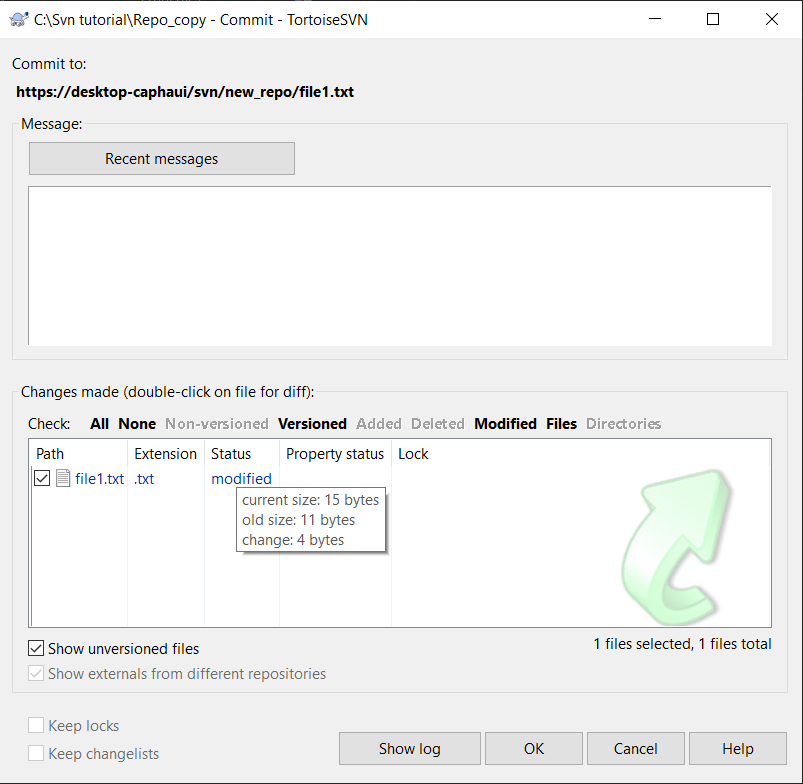 C:\Svn tutorial\Repo_copy - Commit - TortoiseSVN
Commit to:
https://desktop-caphaui/svn/new_repo/file1.txt
Message:
Recent messages
Changes made (double-click on file for diff):
Check: All None Non-versioned Versioned Added Deleted Modified Files Directories
Path Extension Status Property status Lock
file1.txt .txt modified
current size: 15 bytes
old size: 11 bytes
change: 4 bytes
Show unversioned files
1 files selected, 1 files total
Show externals from different repositories
Keep locks
Keep changelists
Show log OK Cancel Help